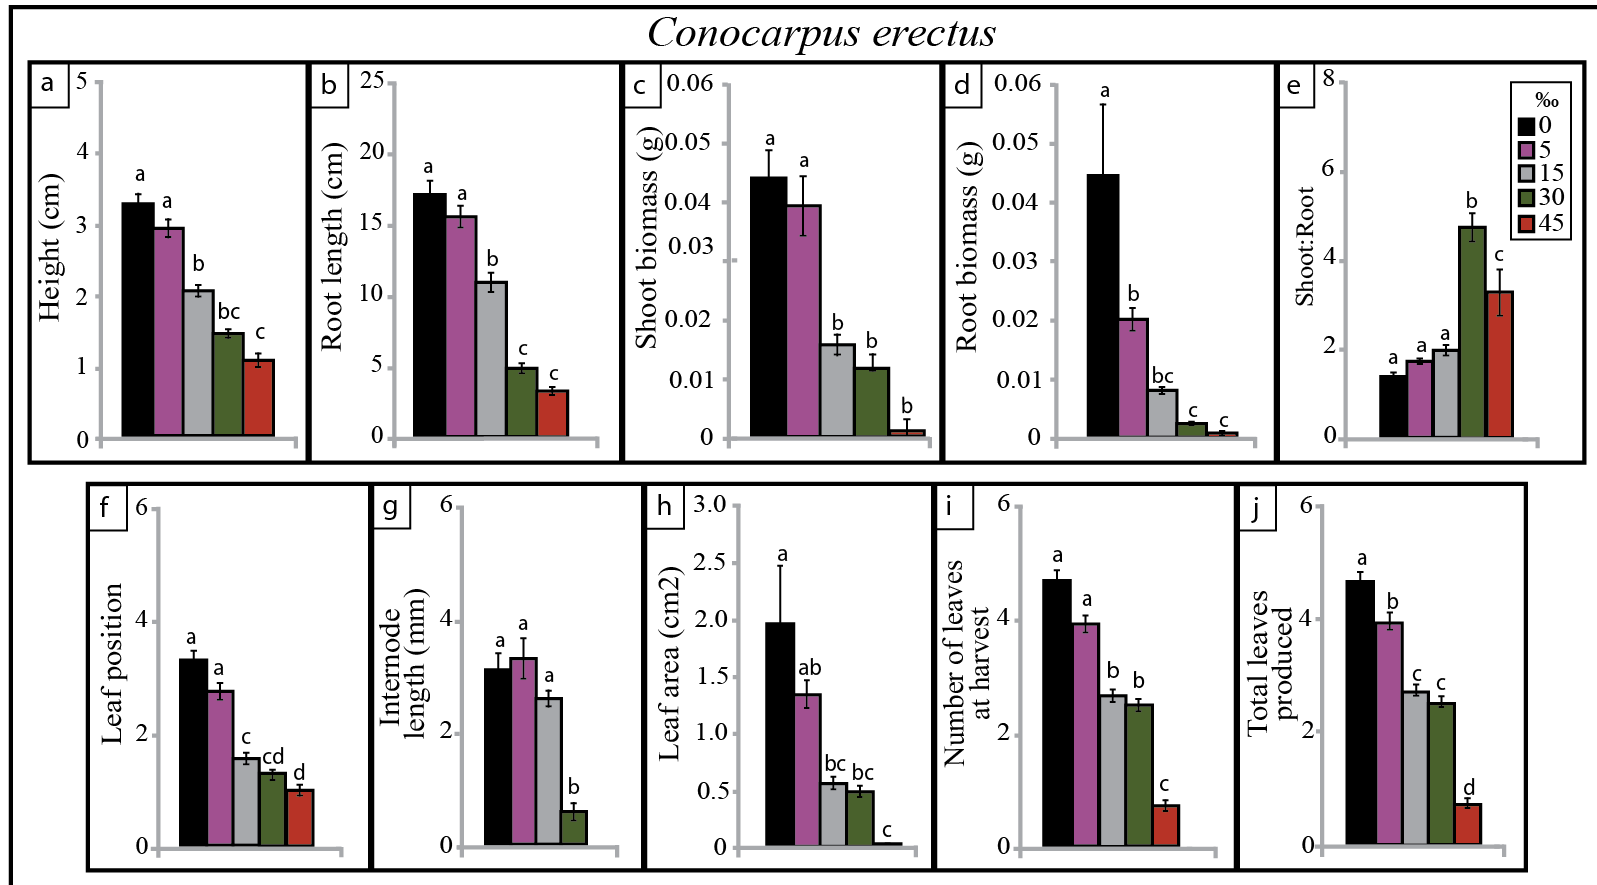 Conocarpus erectus
a
Height (cm)
5
4
3
2
1
0
a
a
b
bc
c
b
Root length (cm)
25
20
15
10
5
0
a
a
b
c
c
c
Shoot biomass (g)
0.06
0.05
0.04
0.03
0.02
0.01
0
a
a
b
b
b
d
Root biomass (g)
0.06
0.05
0.04
0.03
0.02
0.01
0
a
b
bc
c
c
e
Shoot:Root
8
6
4
2
0
a
a
a
b
c
‰
0
5
15
30
45
f
Leaf position
6
4
2
0
a
a
c
cd
d
g
Internode
length (mm)
6
4
2
0
a
a
a
b
h
Leaf area (cm2)
3.0
2.5
2.0
1.5
1.0
0.5
0
a
ab
bc
bc
c
i
Number of leaves
at harvest
6
4
2
0
a
a
b
b
c
j
Total leaves
produced
6
4
2
0
a
b
c
c
d